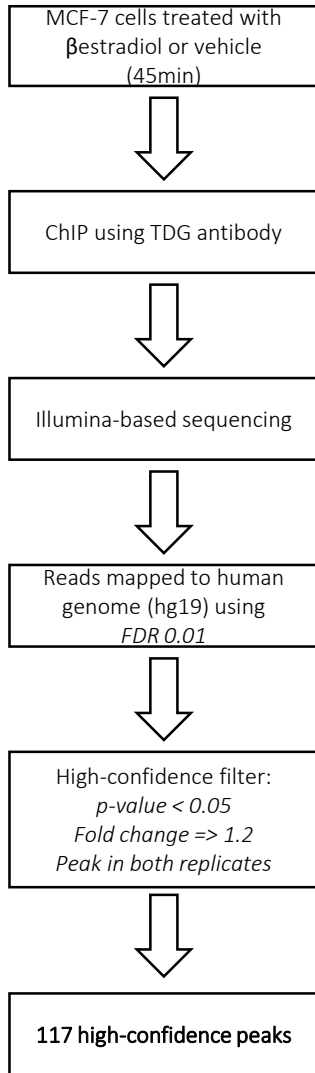 MCF-7 cells treated with
βestradiol or vehicle
(45min)
ChIP using TDG antibody
Illumina-based sequencing
Reads mapped to human
genome (hg19) using
FDR 0.01
High-confidence filter:
p-value < 0.05
Fold change => 1.2
Peak in both replicates
117 high-confidence peaks